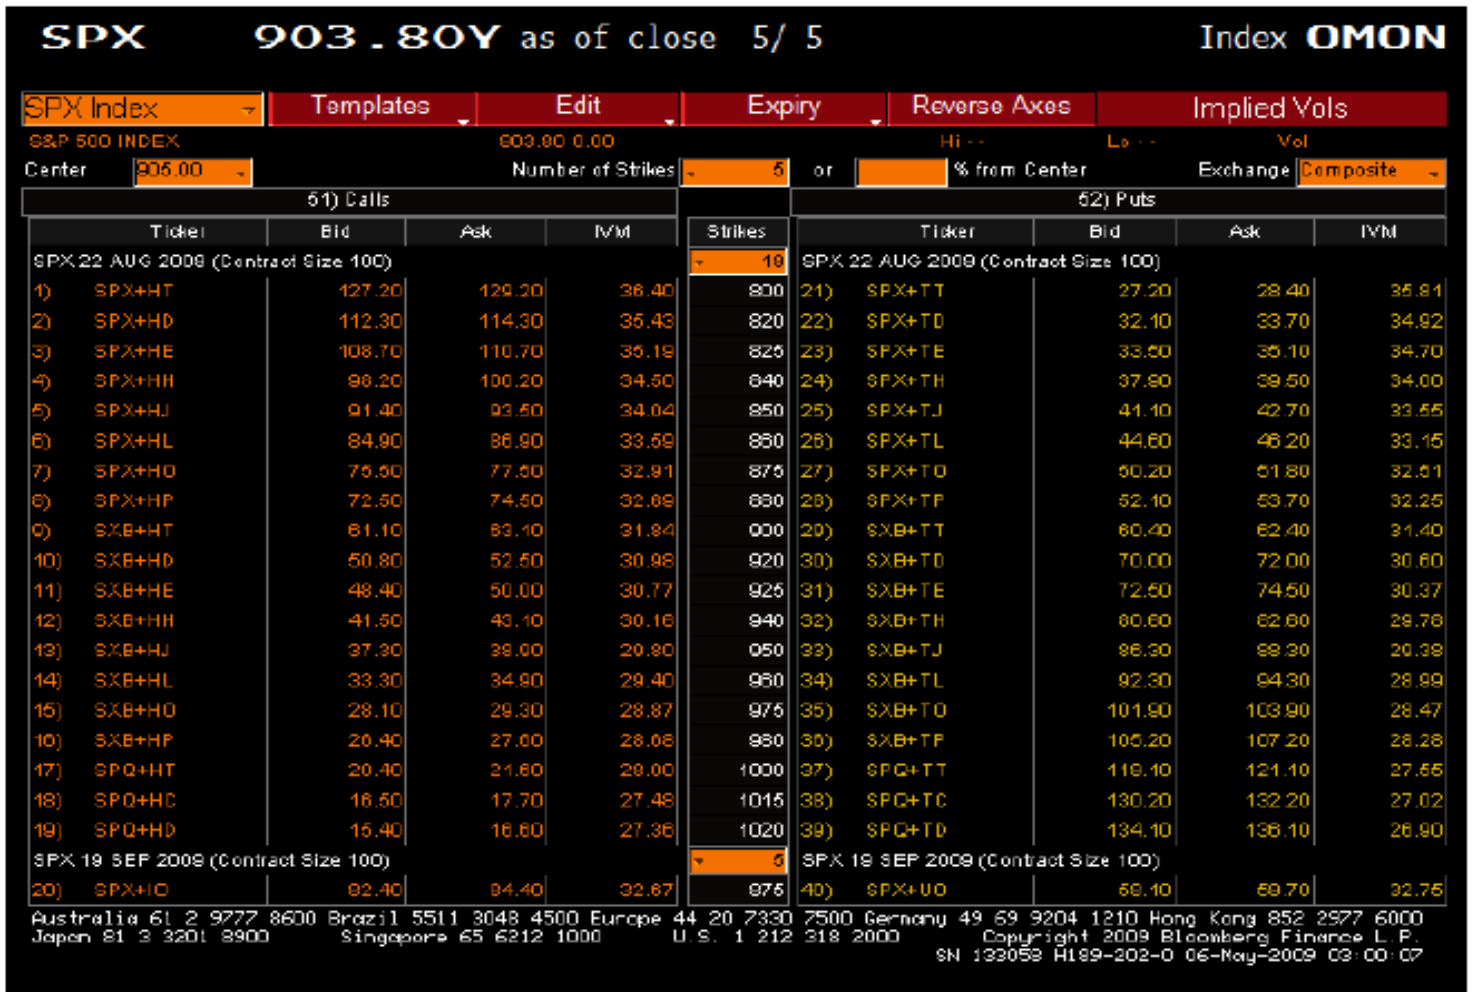 SPX 903.80Y as of close 5/ 5 Index OMON
SPX Index Templates Edit Expiry Reverse Axes Implied Vols
S&P 500 INDEX 903.80 0.00 Hi -- Lo -- Vol
Center 905.00 Number of Strikes 5 or % from Center Exchange Composite
51) Calls 52) Puts
Ticker Bid Ask IVM Strikes Ticker Bid Ask IVM
SPX 22 AUG 2009 (Contract Size 100) 19 SPX 22 AUG 2009 (Contract Size 100)
1) SPX+HT 127.20 129.20 36.40 800 21) SPX+TT 27.20 28.40 35.81
2) SPX+HD 112.30 114.30 35.43 820 22) SPX+TD 32.10 33.70 34.92
3) SPX+HE 108.70 110.70 35.19 825 23) SPX+TE 33.50 35.10 34.70
4) SPX+HH 98.20 100.20 34.50 840 24) SPX+TH 37.90 39.50 34.00
5) SPX+HJ 91.40 93.50 34.04 850 25) SPX+TJ 41.10 42.70 33.55
6) SPX+HL 84.90 86.90 33.59 860 26) SPX+TL 44.60 46.20 33.15
7) SPX+HO 75.50 77.50 32.91 875 27) SPX+TO 50.20 51.80 32.51
8) SPX+HP 72.50 74.50 32.69 880 28) SPX+TP 52.10 53.70 32.25
9) SXB+HT 61.10 63.10 31.84 900 29) SXB+TT 60.40 62.40 31.40
10) SXB+HD 50.80 52.50 30.98 920 30) SXB+TD 70.00 72.00 30.60
11) SXB+HE 48.40 50.00 30.77 925 31) SXB+TE 72.50 74.50 30.37
12) SXB+HH 41.50 43.10 30.16 940 32) SXB+TH 80.60 82.60 29.78
13) SXB+HJ 37.30 38.90 29.80 950 33) SXB+TJ 86.30 88.30 29.38
14) SXB+HL 33.30 34.90 29.40 960 34) SXB+TL 92.30 94.30 28.99
15) SXB+HO 28.10 29.30 28.87 975 35) SXB+TO 101.90 103.90 28.47
16) SXB+HP 26.40 27.60 28.68 980 36) SXB+TP 105.20 107.20 28.28
17) SPQ+HT 20.40 21.60 28.00 1000 37) SPQ+TT 119.10 121.10 27.55
18) SPQ+HC 16.50 17.70 27.48 1015 38) SPQ+TC 130.20 132.20 27.02
19) SPQ+HD 15.40 16.60 27.36 1020 39) SPQ+TD 134.10 136.10 26.90
SPX 19 SEP 2009 (Contract Size 100) 5 SPX 19 SEP 2009 (Contract Size 100)
20) SPX+IO 82.40 84.40 32.67 875 40) SPX+UO 58.10 59.70 32.75
Australia 61 2 9777 8600 Brazil 5511 3048 4500 Europe 44 20 7330 7500 Germany 49 69 9204 1210 Hong Kong 852 2977 6000
Japan 81 3 3201 8900 Singapore 65 6212 1000 U.S. 1 212 318 2000 Copyright 2009 Bloomberg Finance L.P.
SN 133053 H189-202-0 06-May-2009 03:00:07